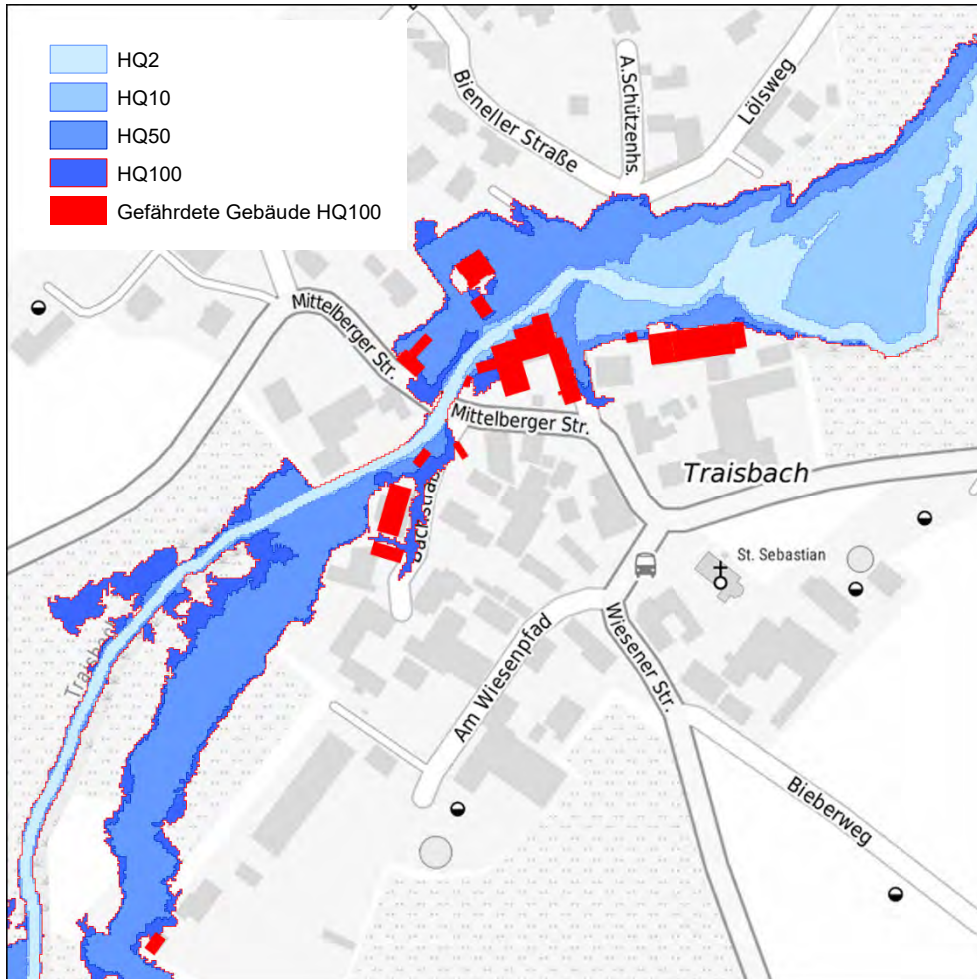 HQ2
HQ10
HQ50
HQ100
Gefährdete Gebäude HQ100
Bieneller Straße
A.Schützenhs.
Lölsweg
Mittelberger Str.
Mittelberger Str.
Traisbach
St. Sebastian
Traisbach
Am Wiesenpfad
Wiesener Str.
Bieberweg